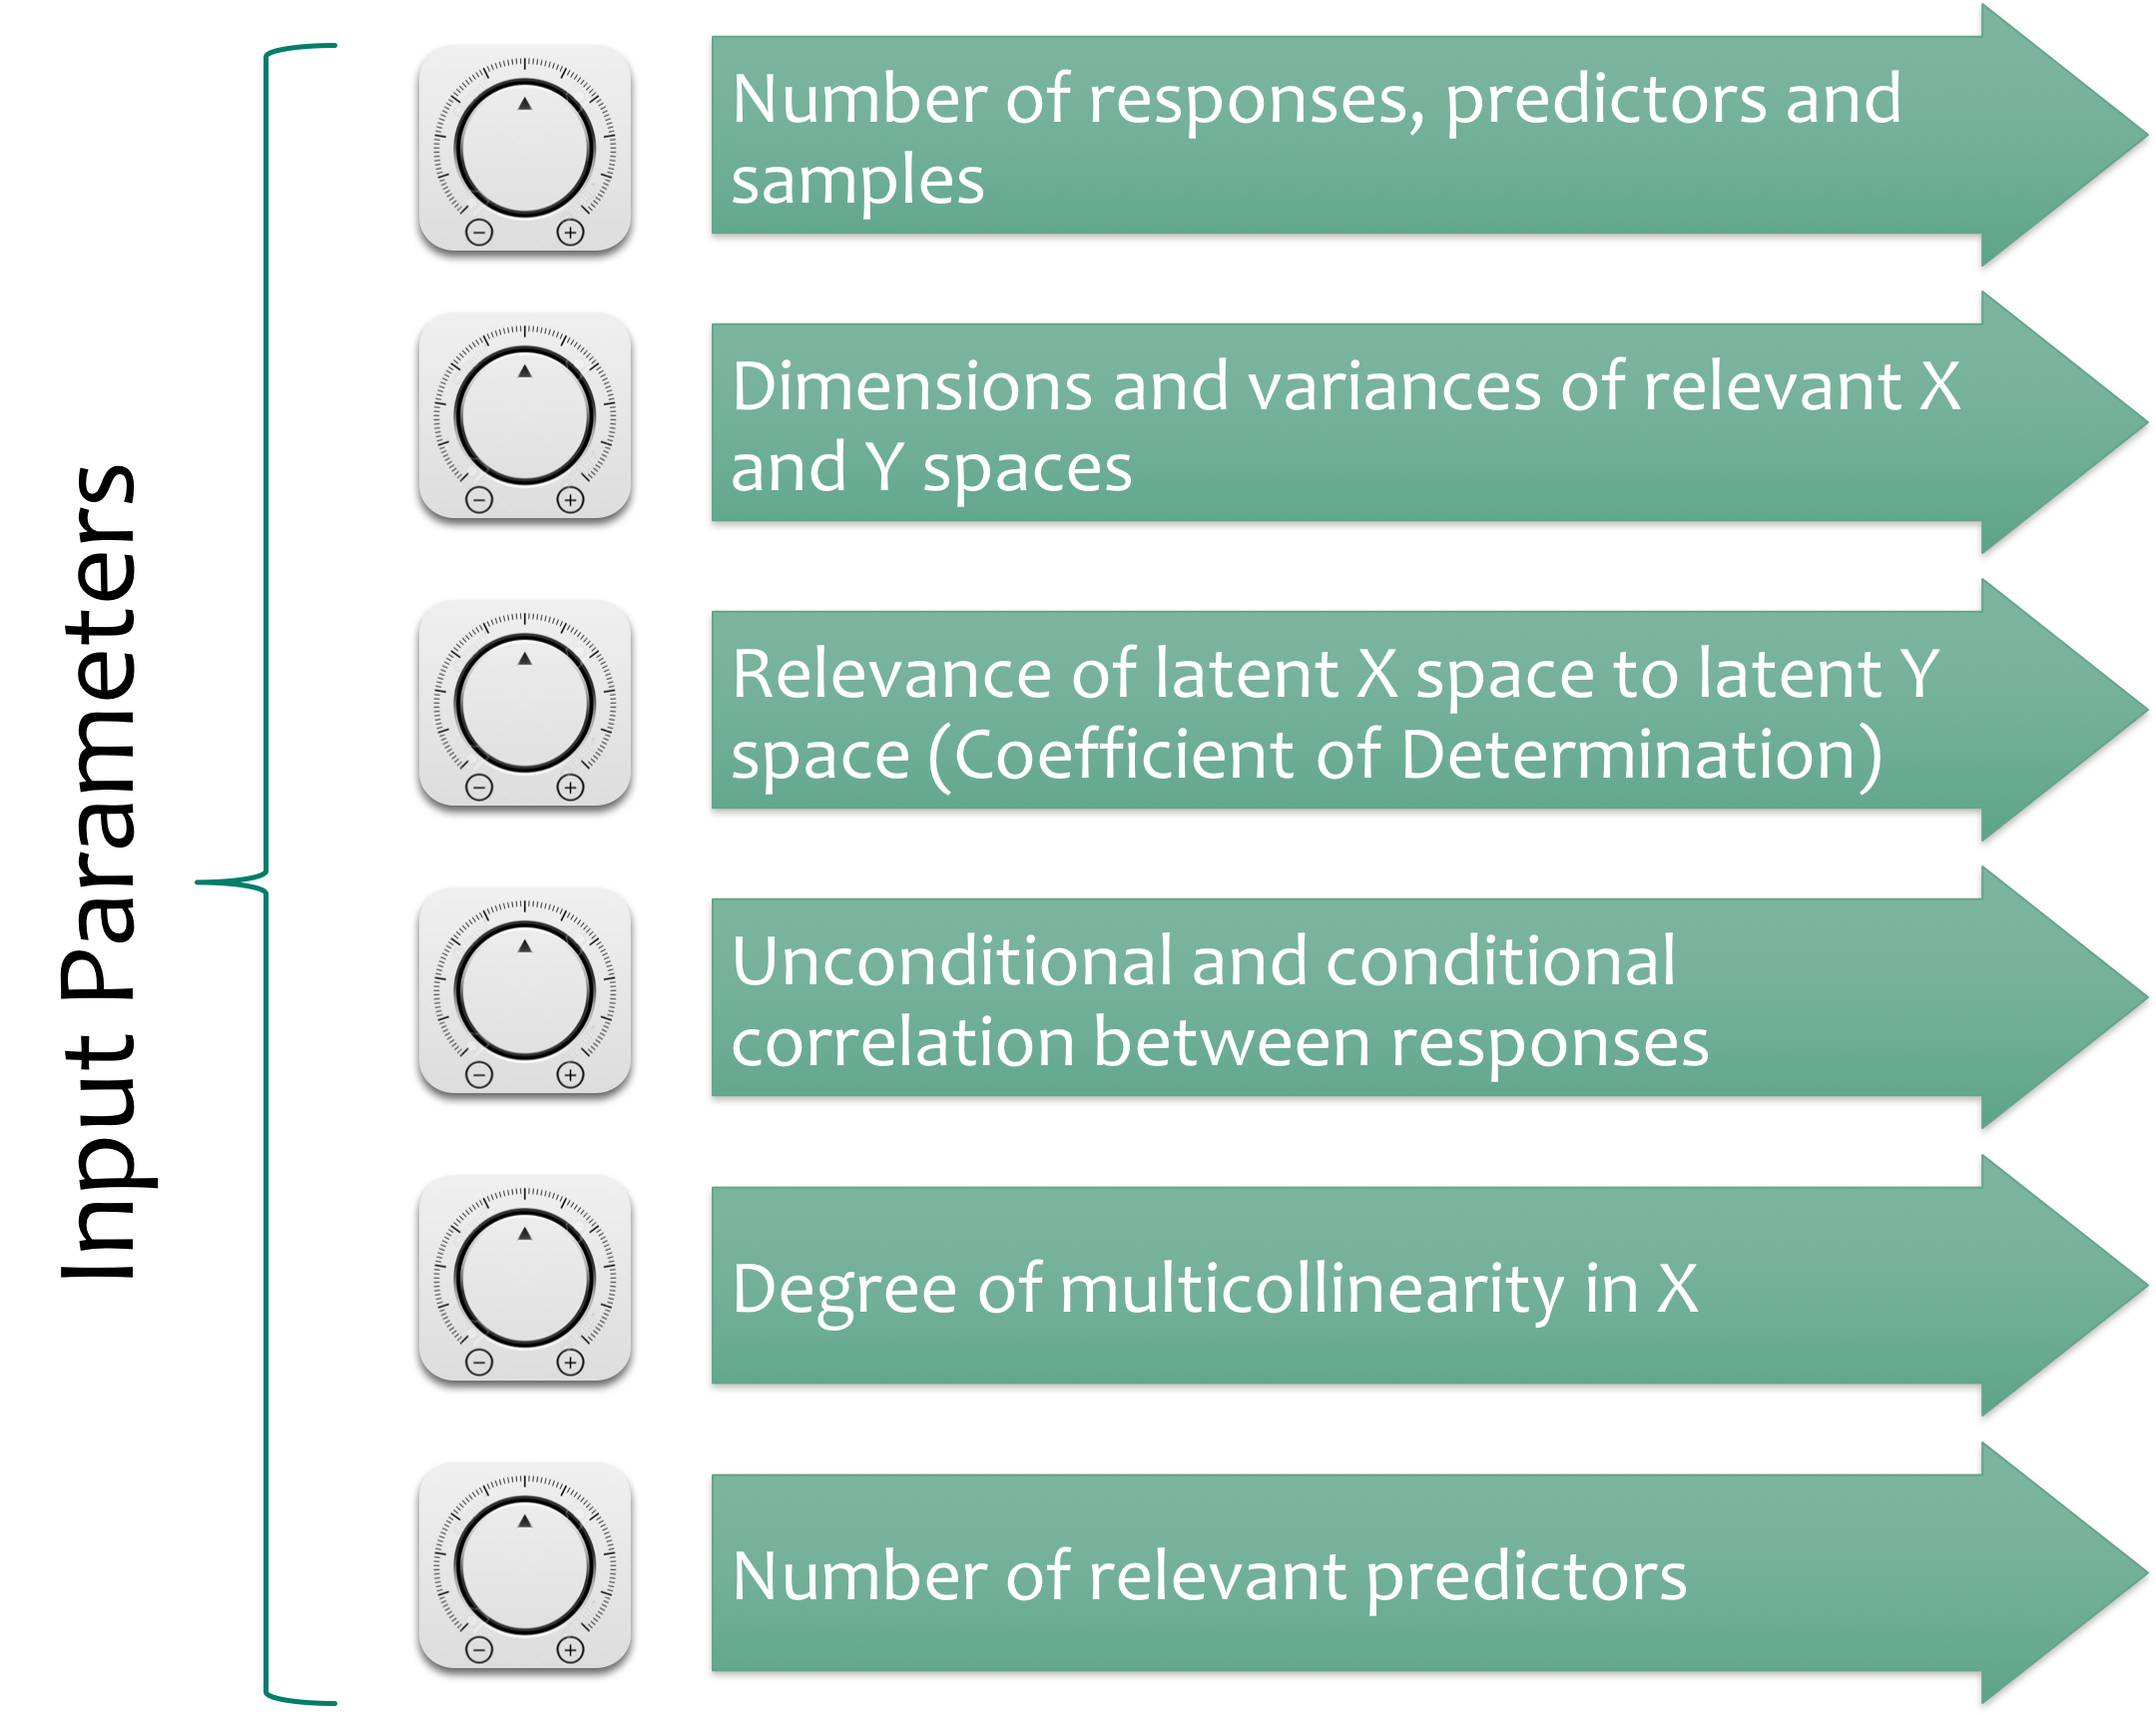 Input Parameters
Number of responses, predictors and
samples
Dimensions and variances of relevant X
and Y spaces
Relevance of latent X space to latent Y
space (Coefficient of Determination)
Unconditional and conditional
correlation between responses
Degree of multicollinearity in X
Number of relevant predictors